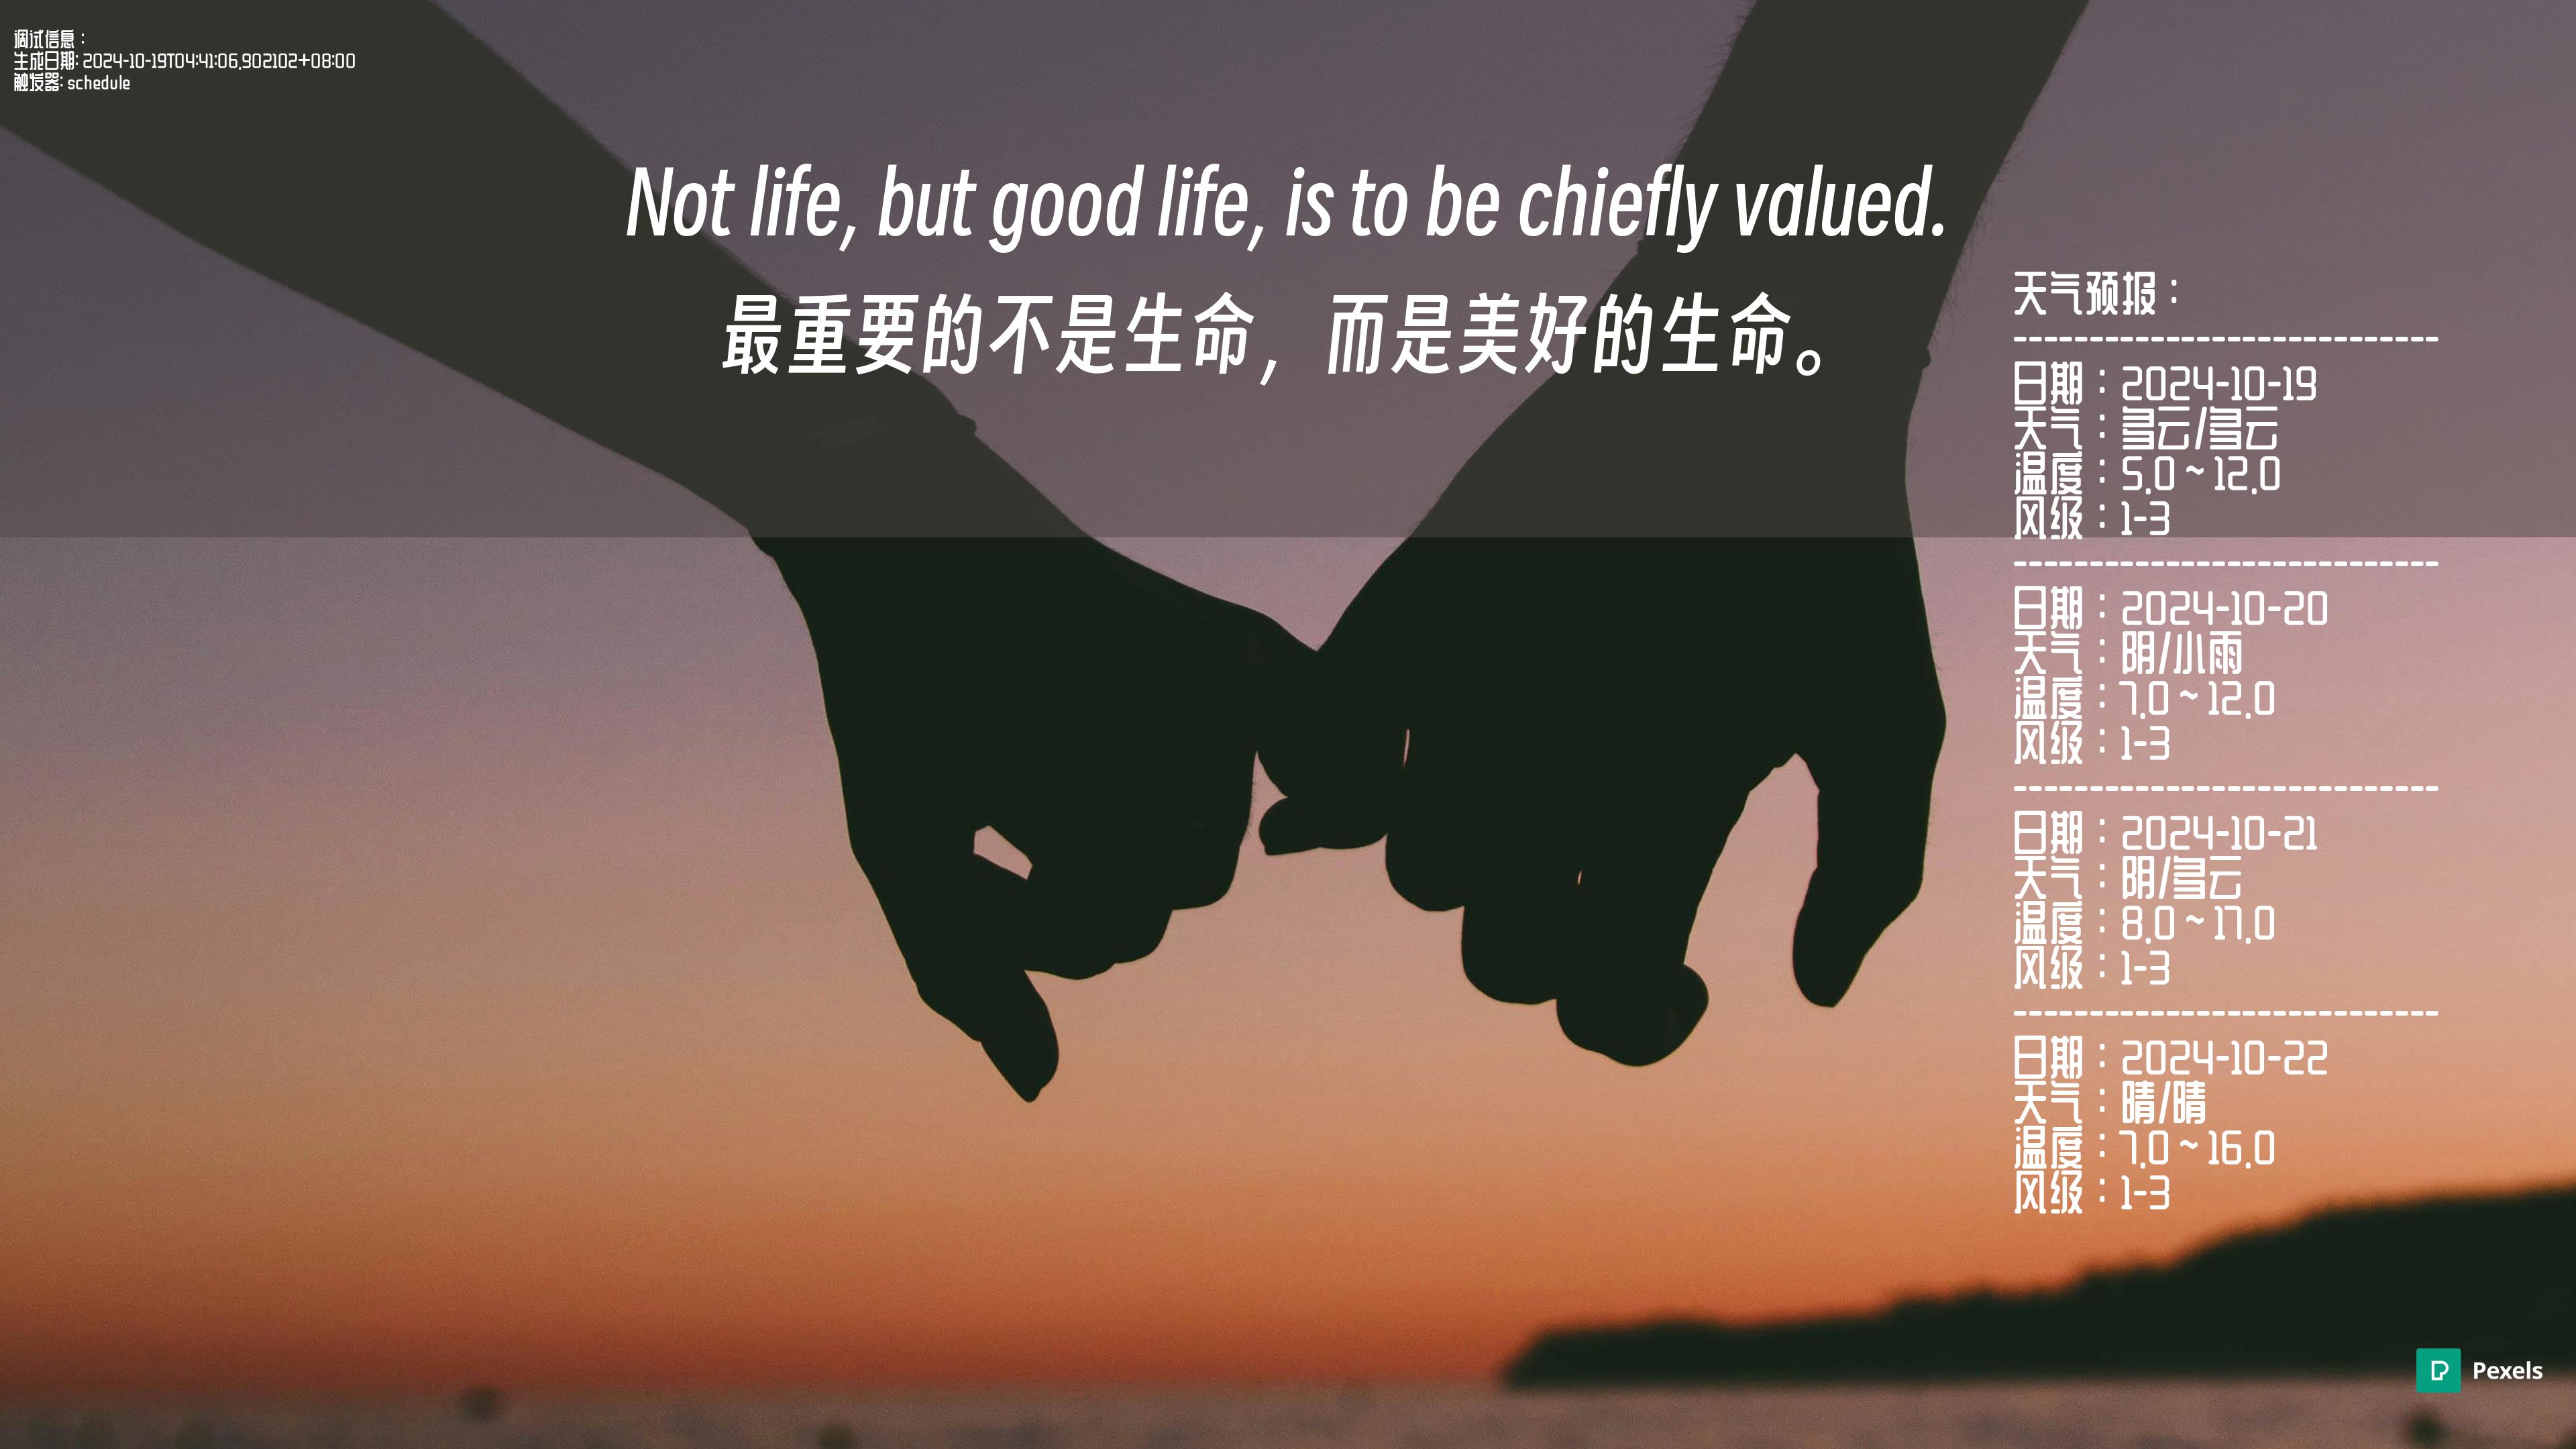 调试信息：
生成日期: 2024-10-19T04:41:06.902102+08:00
触发器: schedule
Not life, but good life, is to be chiefly valued.
最重要的不是生命，而是美好的生命。
天气预报：
----------------------------
日期：2024-10-19
天气：多云/多云
温度：5.0 ~ 12.0
风级：1-3
----------------------------
日期：2024-10-20
天气：阴/小雨
温度：7.0 ~ 12.0
风级：1-3
----------------------------
日期：2024-10-21
天气：阴/多云
温度：8.0 ~ 17.0
风级：1-3
----------------------------
日期：2024-10-22
天气：晴/晴
温度：7.0 ~ 16.0
风级：1-3
Pexels